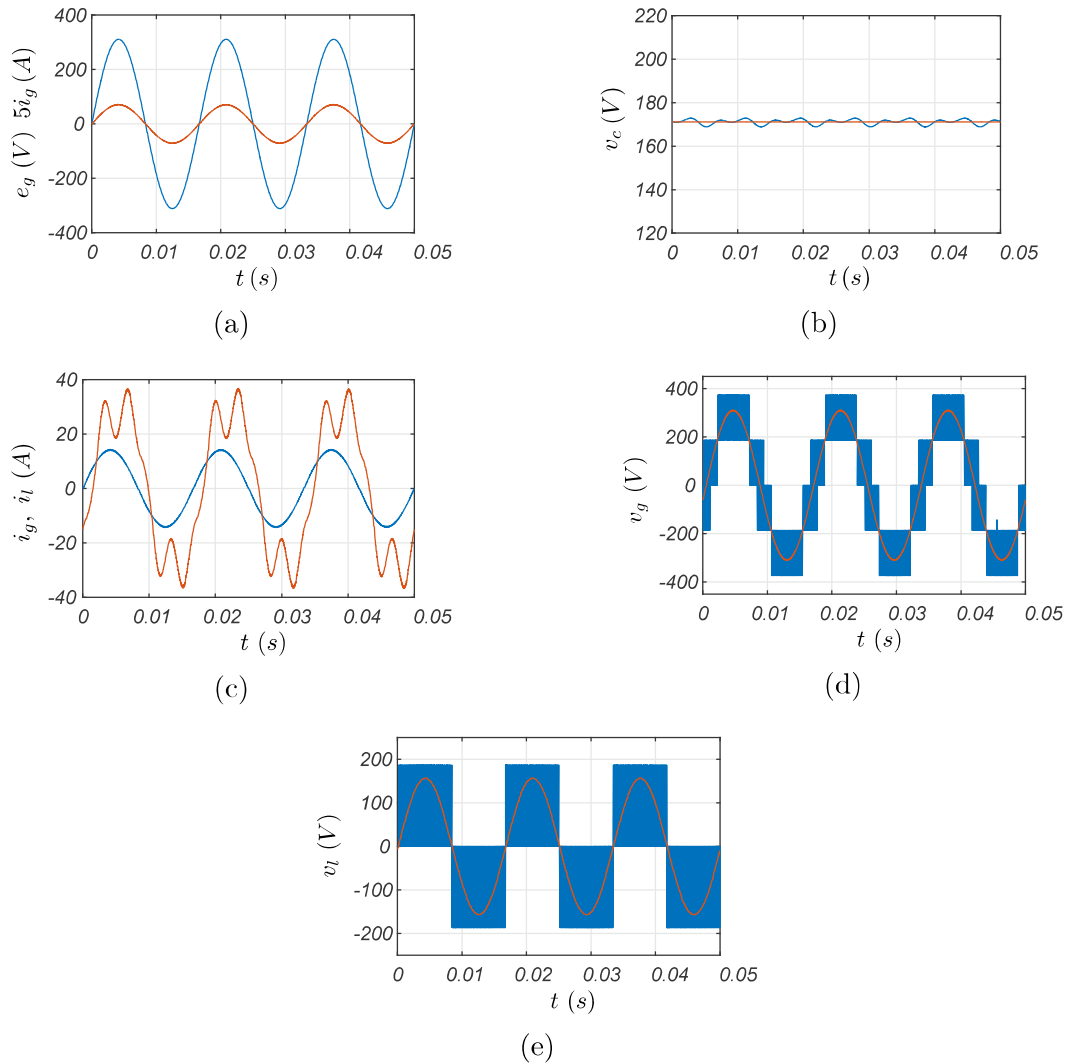 400
200
0
-200
-400
e_g (V) 5i_g (A)
0 0.01 0.02 0.03 0.04 0.05
t (s)
(a)
220
200
180
160
140
120
v_c (V)
0 0.01 0.02 0.03 0.04 0.05
t (s)
(b)
40
20
0
-20
-40
i_g, i_l (A)
0 0.01 0.02 0.03 0.04 0.05
t (s)
(c)
400
200
0
-200
-400
v_g (V)
0 0.01 0.02 0.03 0.04 0.05
t (s)
(d)
200
100
0
-100
-200
v_l (V)
0 0.01 0.02 0.03 0.04 0.05
t (s)
(e)